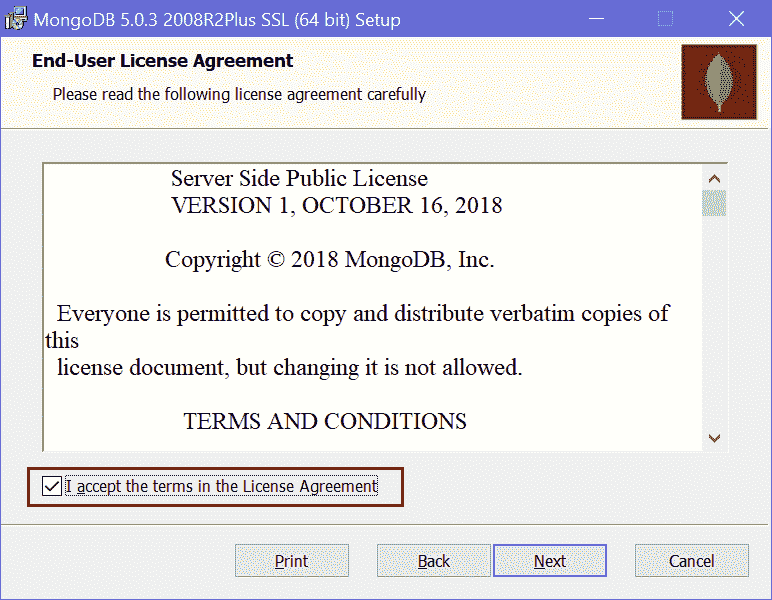 MongoDB 5.0.3 2008R2Plus SSL (64 bit) Setup
End-User License Agreement
Please read the following license agreement carefully
Server Side Public License
VERSION 1, OCTOBER 16, 2018
Copyright © 2018 MongoDB, Inc.
Everyone is permitted to copy and distribute verbatim copies of
this
license document, but changing it is not allowed.
TERMS AND CONDITIONS
I accept the terms in the License Agreement
Print Back Next Cancel